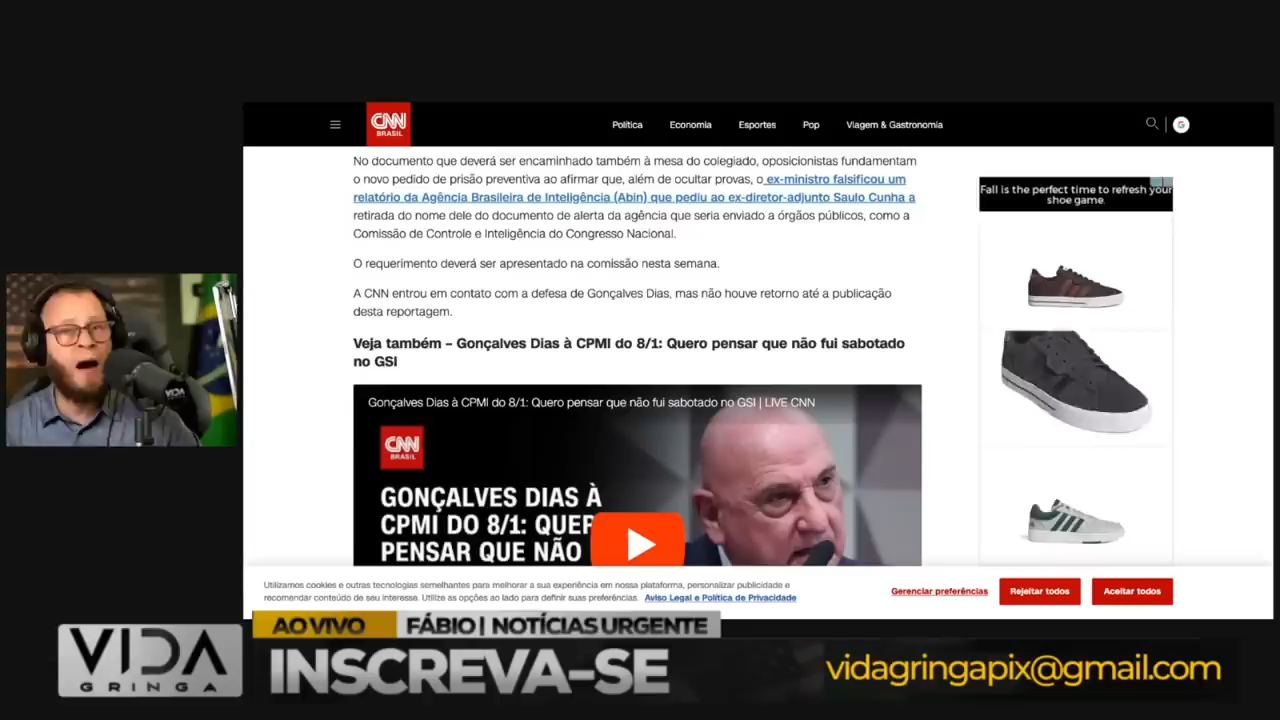 CNN
BRASIL
Política
Economia
Esportes
Pop
Viagem & Gastronomia
G
No documento que deverá ser encaminhado também à mesa do colegiado, oposicionistas fundamentam
o novo pedido de prisão preventiva ao afirmar que, além de ocultar provas, o ex-ministro falsificou um
relatório da Agência Brasileira de Inteligência (Abin) que pediu ao ex-diretor-adjunto Saulo Cunha a
retirada do nome dele do documento de alerta da agência que seria enviado a órgãos públicos, como a
Comissão de Controle e Inteligência do Congresso Nacional.
O requerimento deverá ser apresentado na comissão nesta semana.
A CNN entrou em contato com a defesa de Gonçalves Dias, mas não houve retorno até a publicação
desta reportagem.
Veja também – Gonçalves Dias à CPMI do 8/1: Quero pensar que não fui sabotado
no GSI
Gonçalves Dias à CPMI do 8/1: Quero pensar que não fui sabotado no GSI | LIVE CNN
CNN
BRASIL
GONÇALVES DIAS À
CPMI DO 8/1: QUER
PENSAR QUE NÃO
Fall is the perfect time to refresh your
shoe game.
Utilizamos cookies e outras tecnologias semelhantes para melhorar a sua experiência em nossa plataforma, personalizar publicidade e
recomendar conteúdo de seu interesse. Utilize as opções ao lado para definir suas preferências. Aviso Legal e Política de Privacidade
Gerenciar preferências
Rejeitar todos
Aceitar todos
VIDA
AO VIVO
FÁBIO | NOTÍCIAS URGENTE
VIDA
GRINGA
INSCREVA-SE
vidagringapix@gmail.com